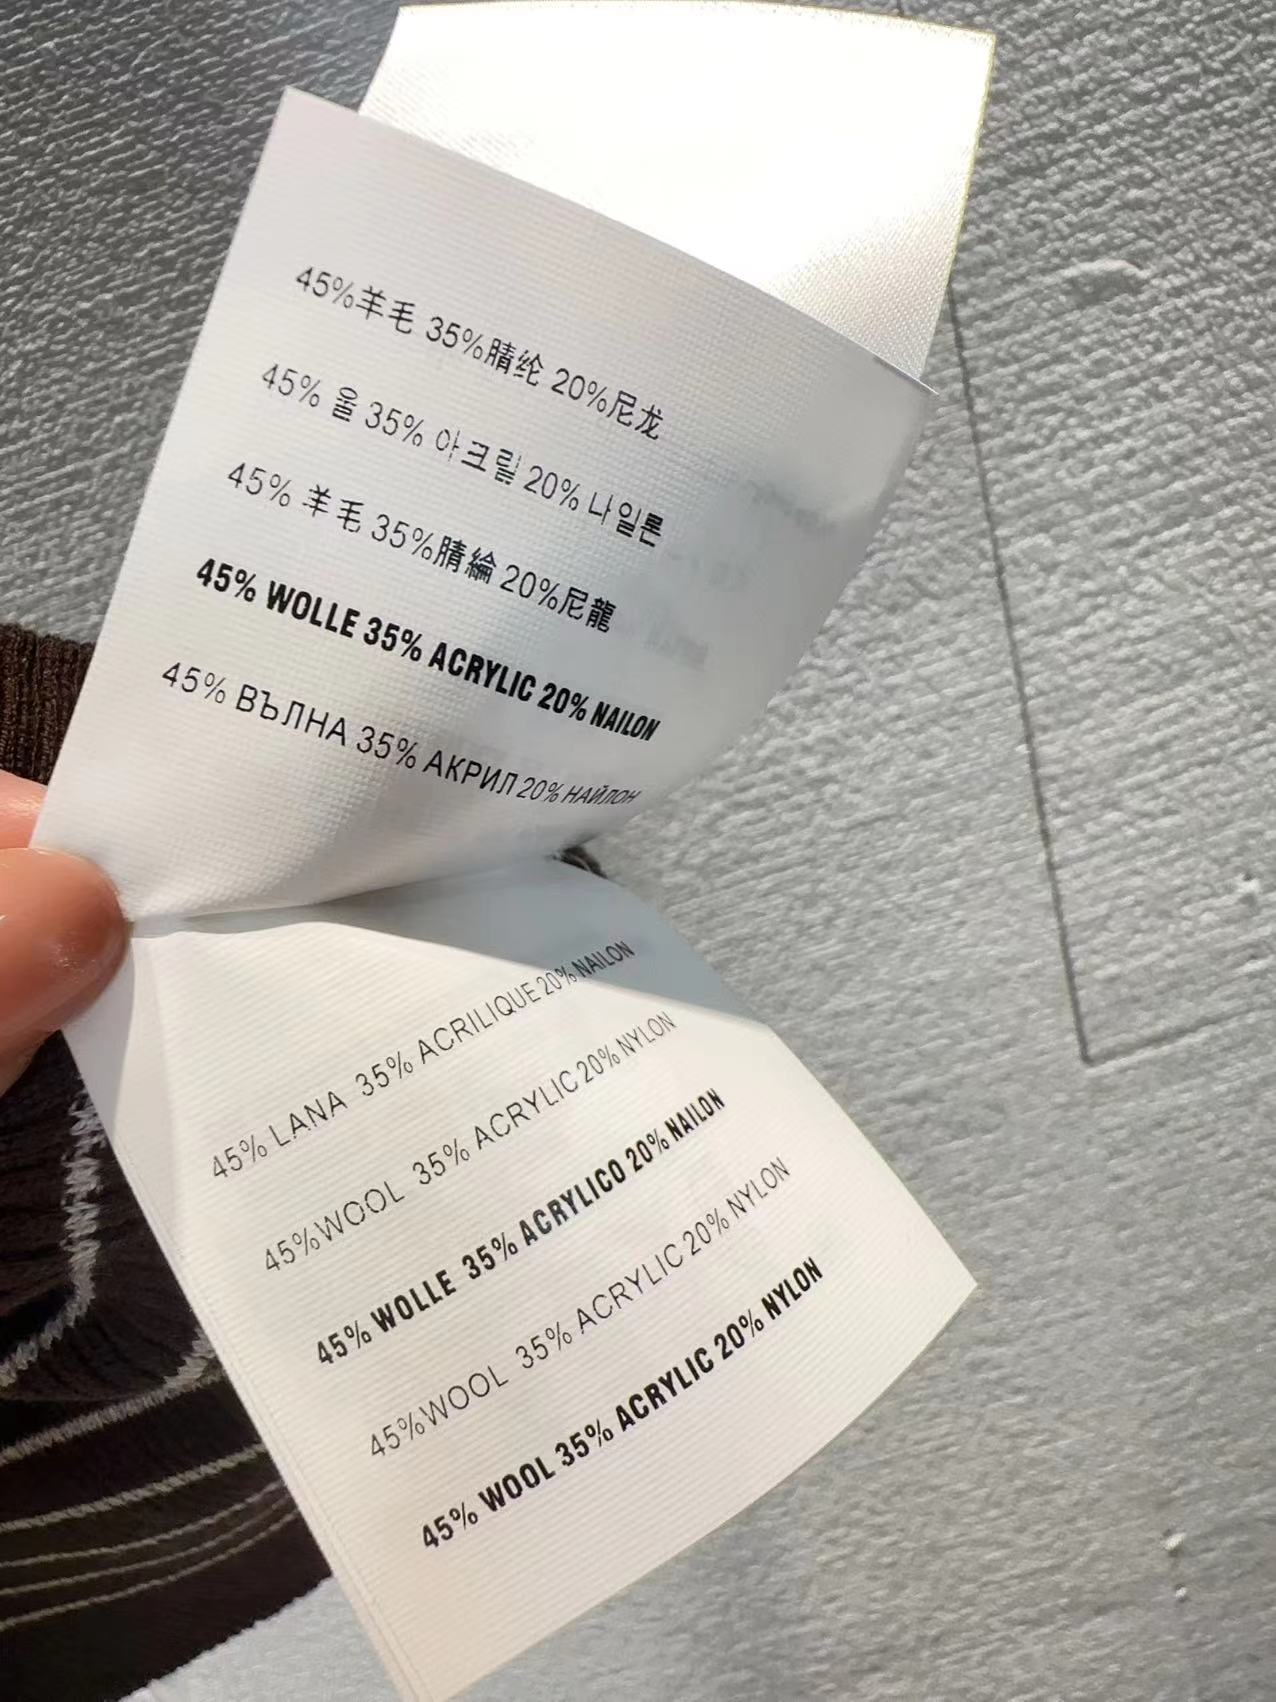 45%羊毛 35%腈纶 20%尼龙
45% 울 35% 아크릴 20% 나일론
45% 羊毛 35%腈綸 20%尼龍
45% WOLLE 35% ACRYLIC 20% NAILON
45% ВЪЛНА 35% АКРИЛ 20% НАЙЛОН
45% LANA 35% ACRILIQUE 20% NAILON
45%WOOL 35% ACRYLIC 20% NYLON
45% WOLLE 35% ACRYLICO 20% NAILON
45%WOOL 35% ACRYLIC 20% NYLON
45% WOOL 35% ACRYLIC 20% NYLON